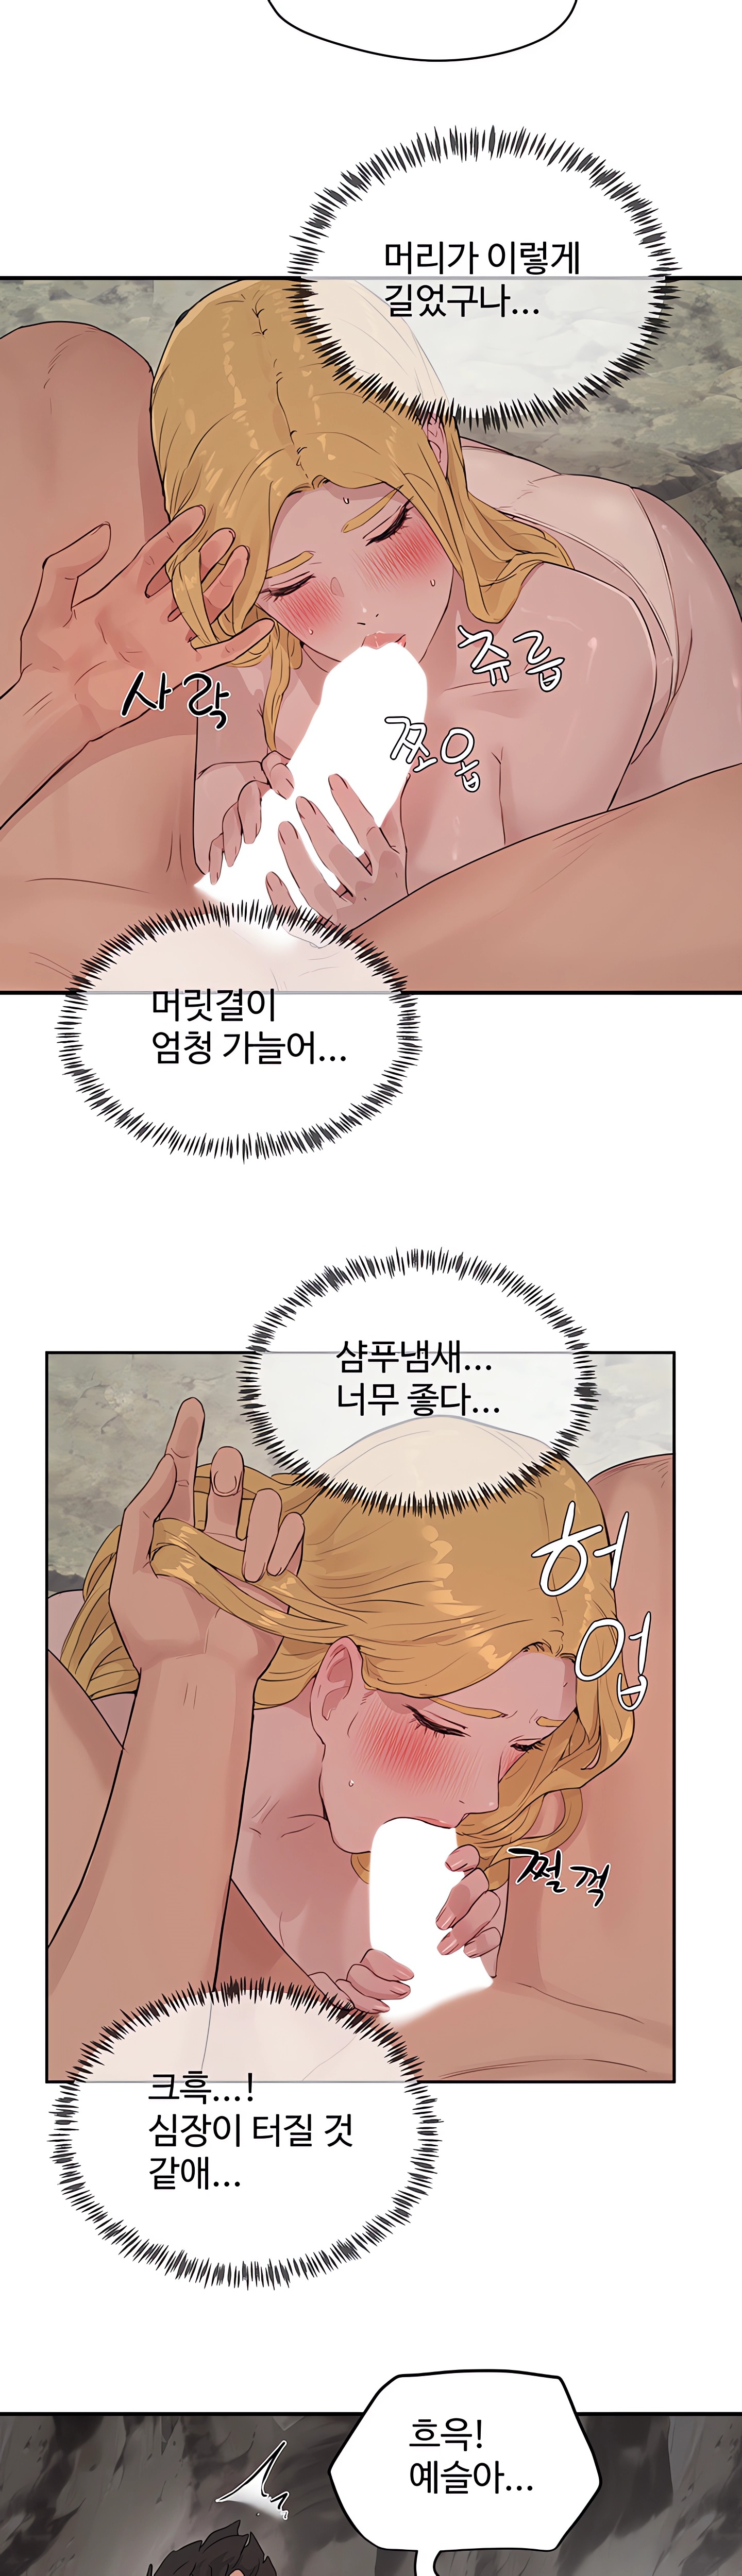 머리가 이렇게
길었구나...
사락
쥬릅
쪼옵
머릿결이
엄청 가늘어...
샴푸냄새...
너무 좋다...
허
업
쩔꺽
크흑...!
심장이 터질 것
같애...
흐윽!
예슬아...